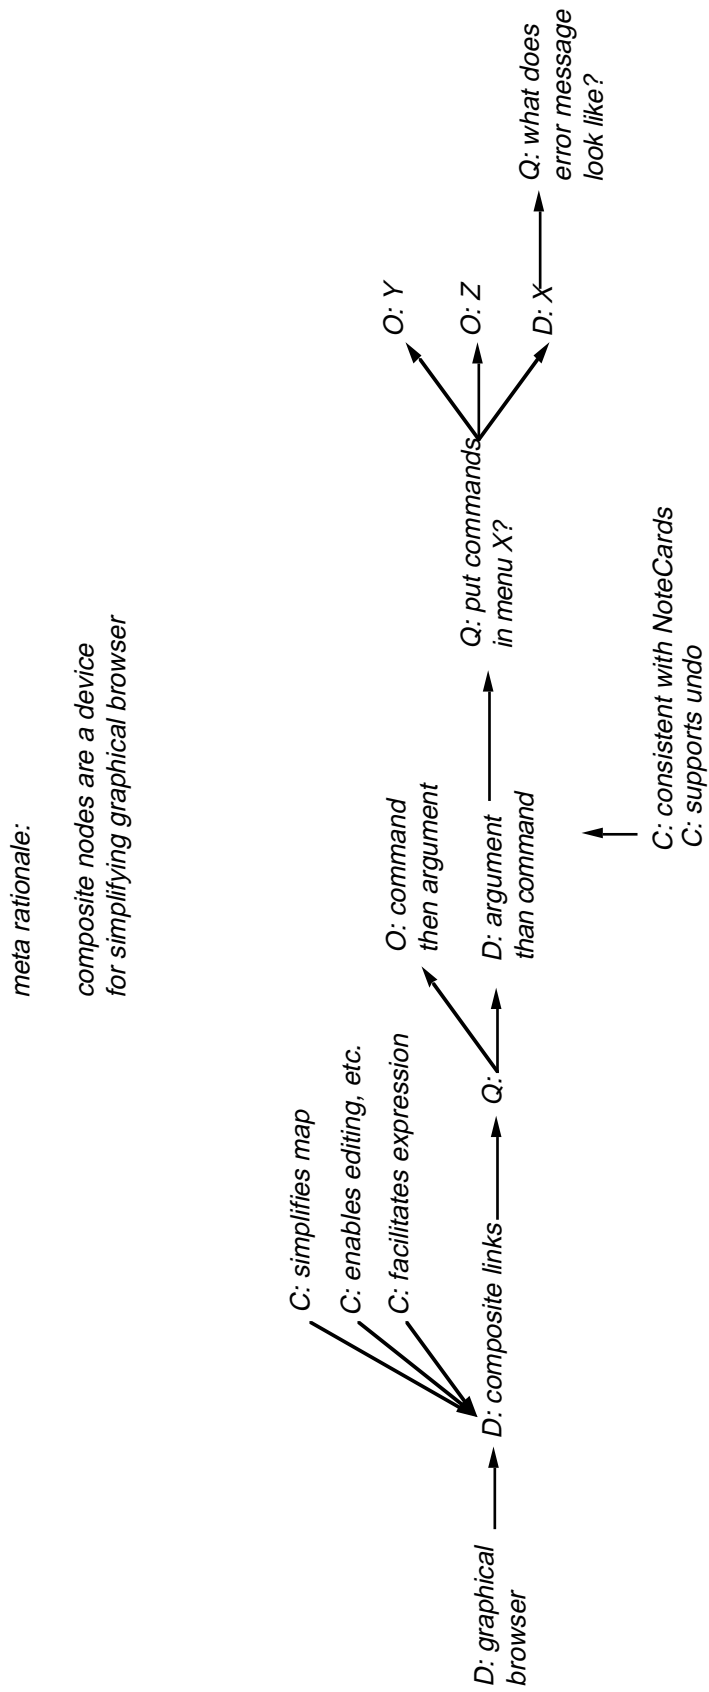 meta rationale:
composite nodes are a device
for simplifying graphical browser
C: simplifies map
C: enables editing, etc.
C: facilitates expression
D: graphical
browser
D: composite links
Q:
O: command
then argument
D: argument
than command
C: consistent with NoteCards
C: supports undo
Q: put commands
in menu X?
O: Y
O: Z
D: X
Q: what does
error message
look like?